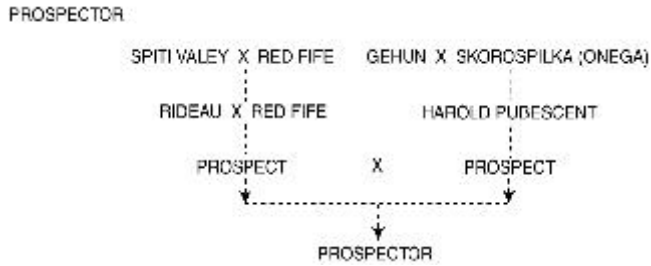 PROSPECTOR
SPITI VALEY X RED FIFE GEHUN X SKOROSPILKA (ONEGA)
RIDEAU X RED FIFE HAROLD PUBESCENT
PROSPECT X PROSPECT
PROSPECTOR